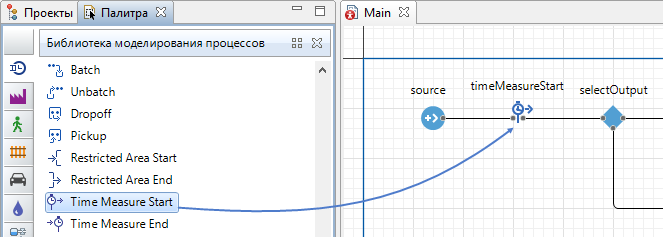 Проекты
Палитра
Main
Библиотека моделирования процессов
Batch
Unbatch
Dropoff
Pickup
Restricted Area Start
Restricted Area End
Time Measure Start
Time Measure End
source
timeMeasureStart
selectOutput